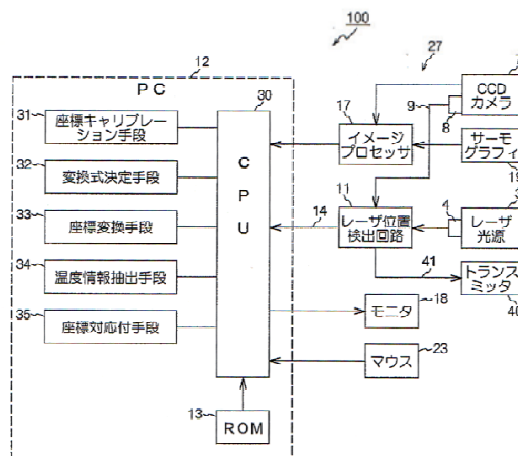 100
12
27
PC
30
31
座標キャリブレー
ション手段
32
変換式決定手段
33
座標変換手段
34
温度情報抽出手段
35
座標対応付手段
CPU
13
ROM
17
イメージ
プロセッサ
9
8
CCD
カメラ
サーモ
グラフィ
19
11
レーザ位置
検出回路
14
4
レーザ
光源
41
トランス
ミッタ
40
モニタ
18
マウス
23